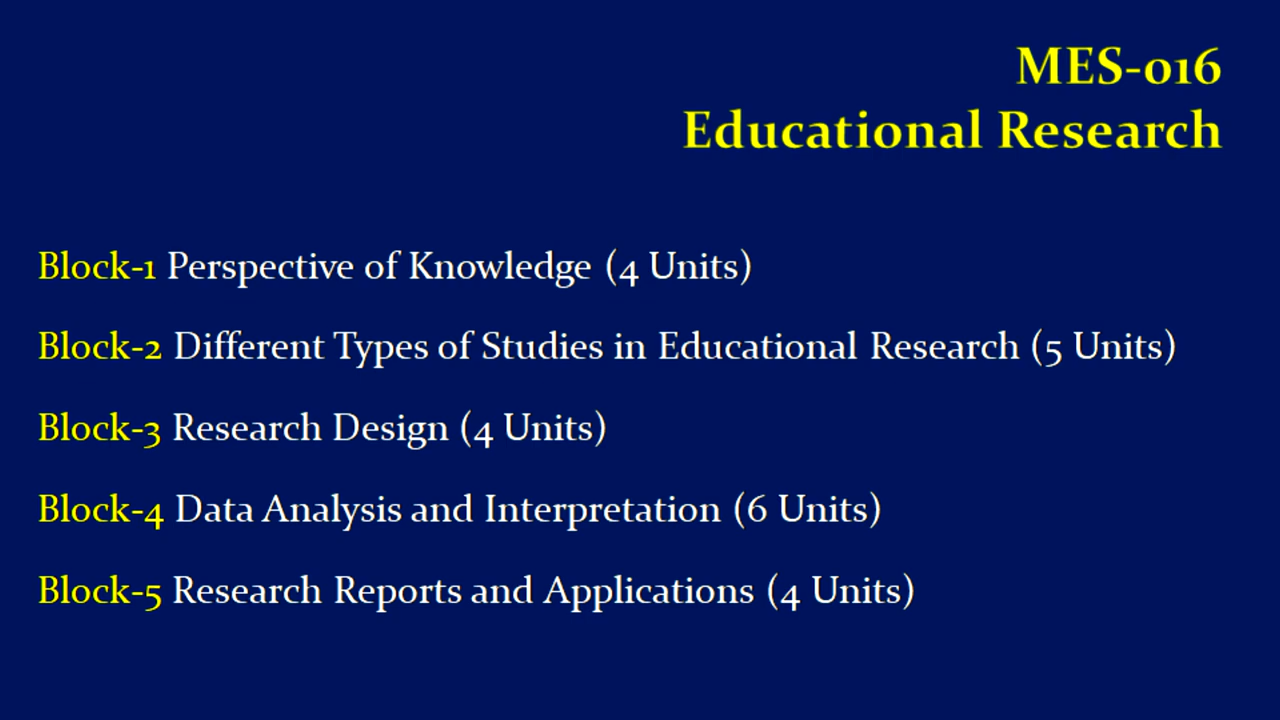 MES-016
Educational Research
Block-1 Perspective of Knowledge (4 Units)
Block-2 Different Types of Studies in Educational Research (5 Units)
Block-3 Research Design (4 Units)
Block-4 Data Analysis and Interpretation (6 Units)
Block-5 Research Reports and Applications (4 Units)